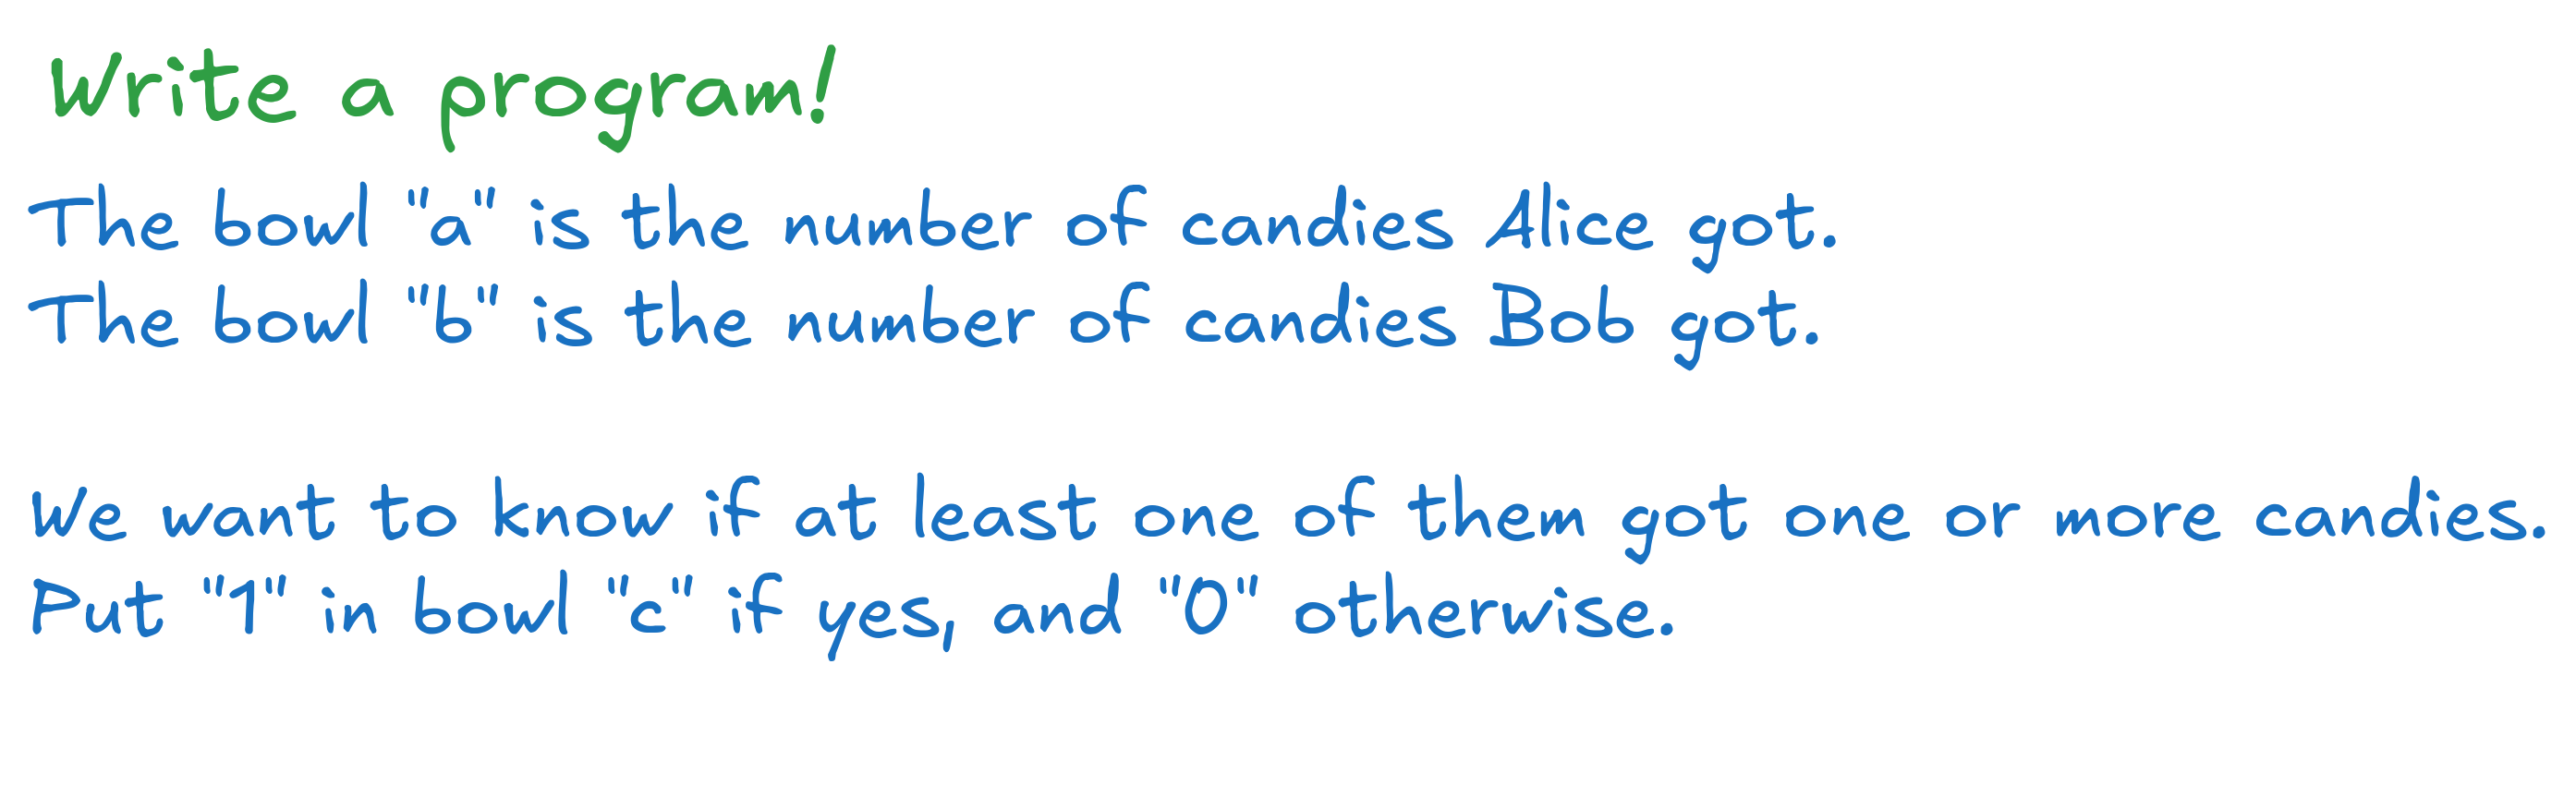 Write a program!
The bowl "a" is the number of candies Alice got.
The bowl "b" is the number of candies Bob got.
We want to know if at least one of them got one or more candies.
Put "1" in bowl "c" if yes, and "0" otherwise.